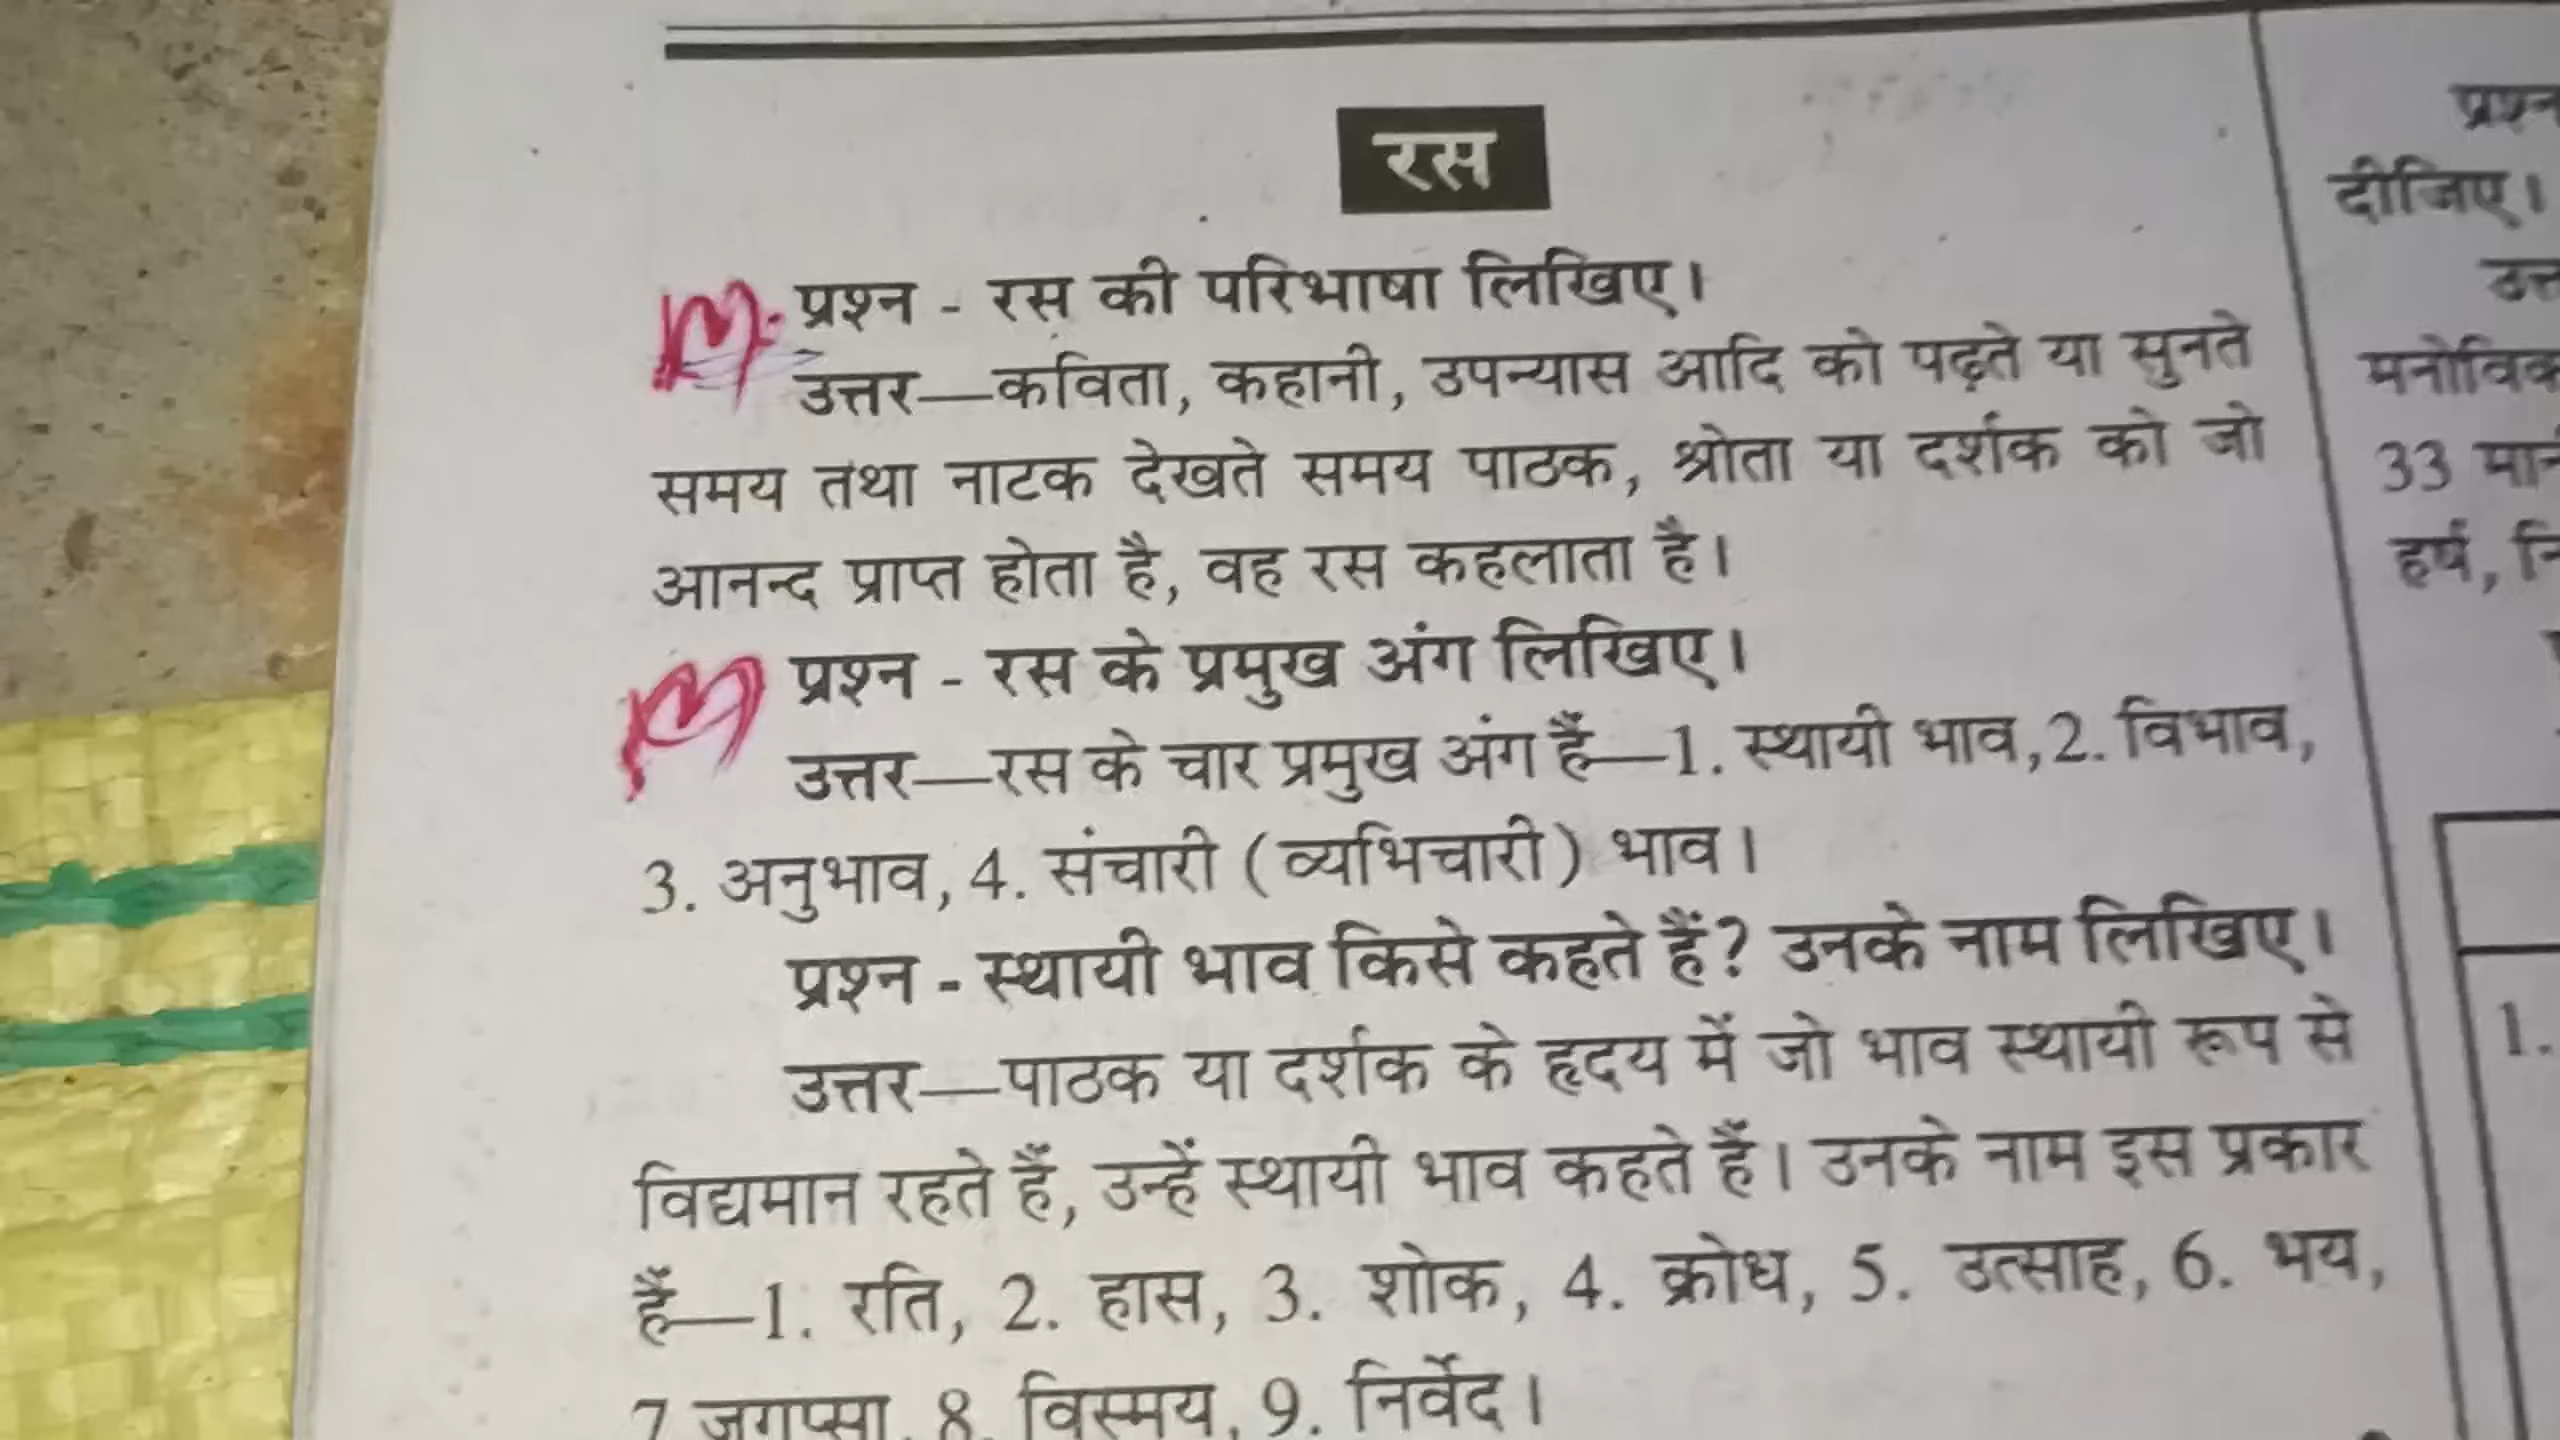 रस
प्रश्न - रस की परिभाषा लिखिए।
उत्तर—कविता, कहानी, उपन्यास आदि को पढ़ते या सुनते
समय तथा नाटक देखते समय पाठक, श्रोता या दर्शक को जो
आनन्द प्राप्त होता है, वह रस कहलाता है।
प्रश्न - रस के प्रमुख अंग लिखिए।
उत्तर—रस के चार प्रमुख अंग हैं—1. स्थायी भाव, 2. विभाव,
3. अनुभाव, 4. संचारी (व्यभिचारी) भाव।
प्रश्न - स्थायी भाव किसे कहते हैं? उनके नाम लिखिए।
उत्तर—पाठक या दर्शक के हृदय में जो भाव स्थायी रूप से
विद्यमान रहते हैं, उन्हें स्थायी भाव कहते हैं। उनके नाम इस प्रकार
हैं—1. रति, 2. हास, 3. शोक, 4. क्रोध, 5. उत्साह, 6. भय,
7 जुगुप्सा, 8. विस्मय, 9. निर्वेद।
प्रश्न
दीजिए।
33
हर्ष,
1.